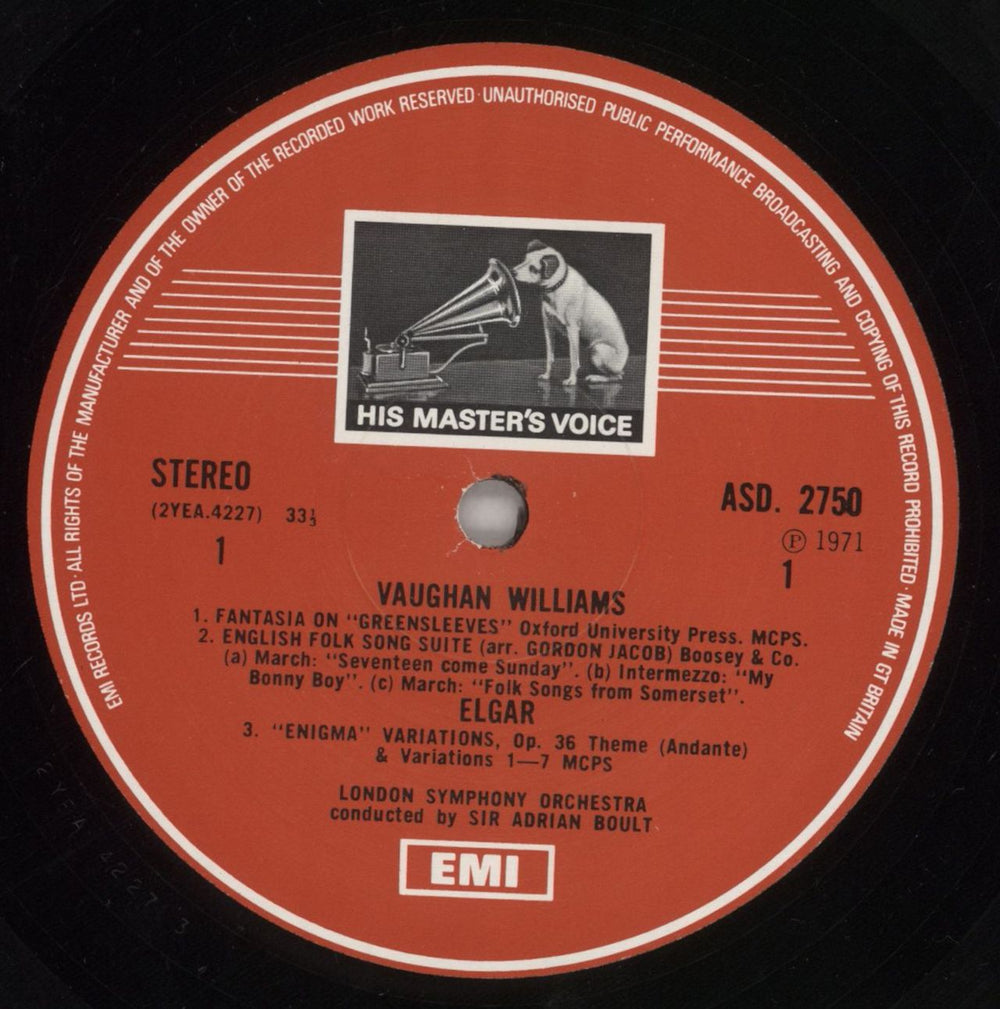 EMI RECORDS LTD · ALL RIGHTS OF THE MANUFACTURER AND OF THE OWNER OF THE RECORDED WORK RESERVED · UNAUTHORISED PUBLIC PERFORMANCE BROADCASTING AND COPYING OF THIS RECORD PROHIBITED · MADE IN GT BRITAIN
HIS MASTER'S VOICE
STEREO
(2YEA.4227) 33⅓
1
ASD. 2750
Ⓟ 1971
1
VAUGHAN WILLIAMS
1. FANTASIA ON "GREENSLEEVES" Oxford University Press. MCPS.
2. ENGLISH FOLK SONG SUITE (arr. GORDON JACOB) Boosey & Co.
(a) March: "Seventeen come Sunday". (b) Intermezzo: "My
Bonny Boy". (c) March: "Folk Songs from Somerset".
ELGAR
3. "ENIGMA" VARIATIONS, Op. 36 Theme (Andante)
& Variations 1—7 MCPS
LONDON SYMPHONY ORCHESTRA
conducted by SIR ADRIAN BOULT
EMI
2YEA 4227 3